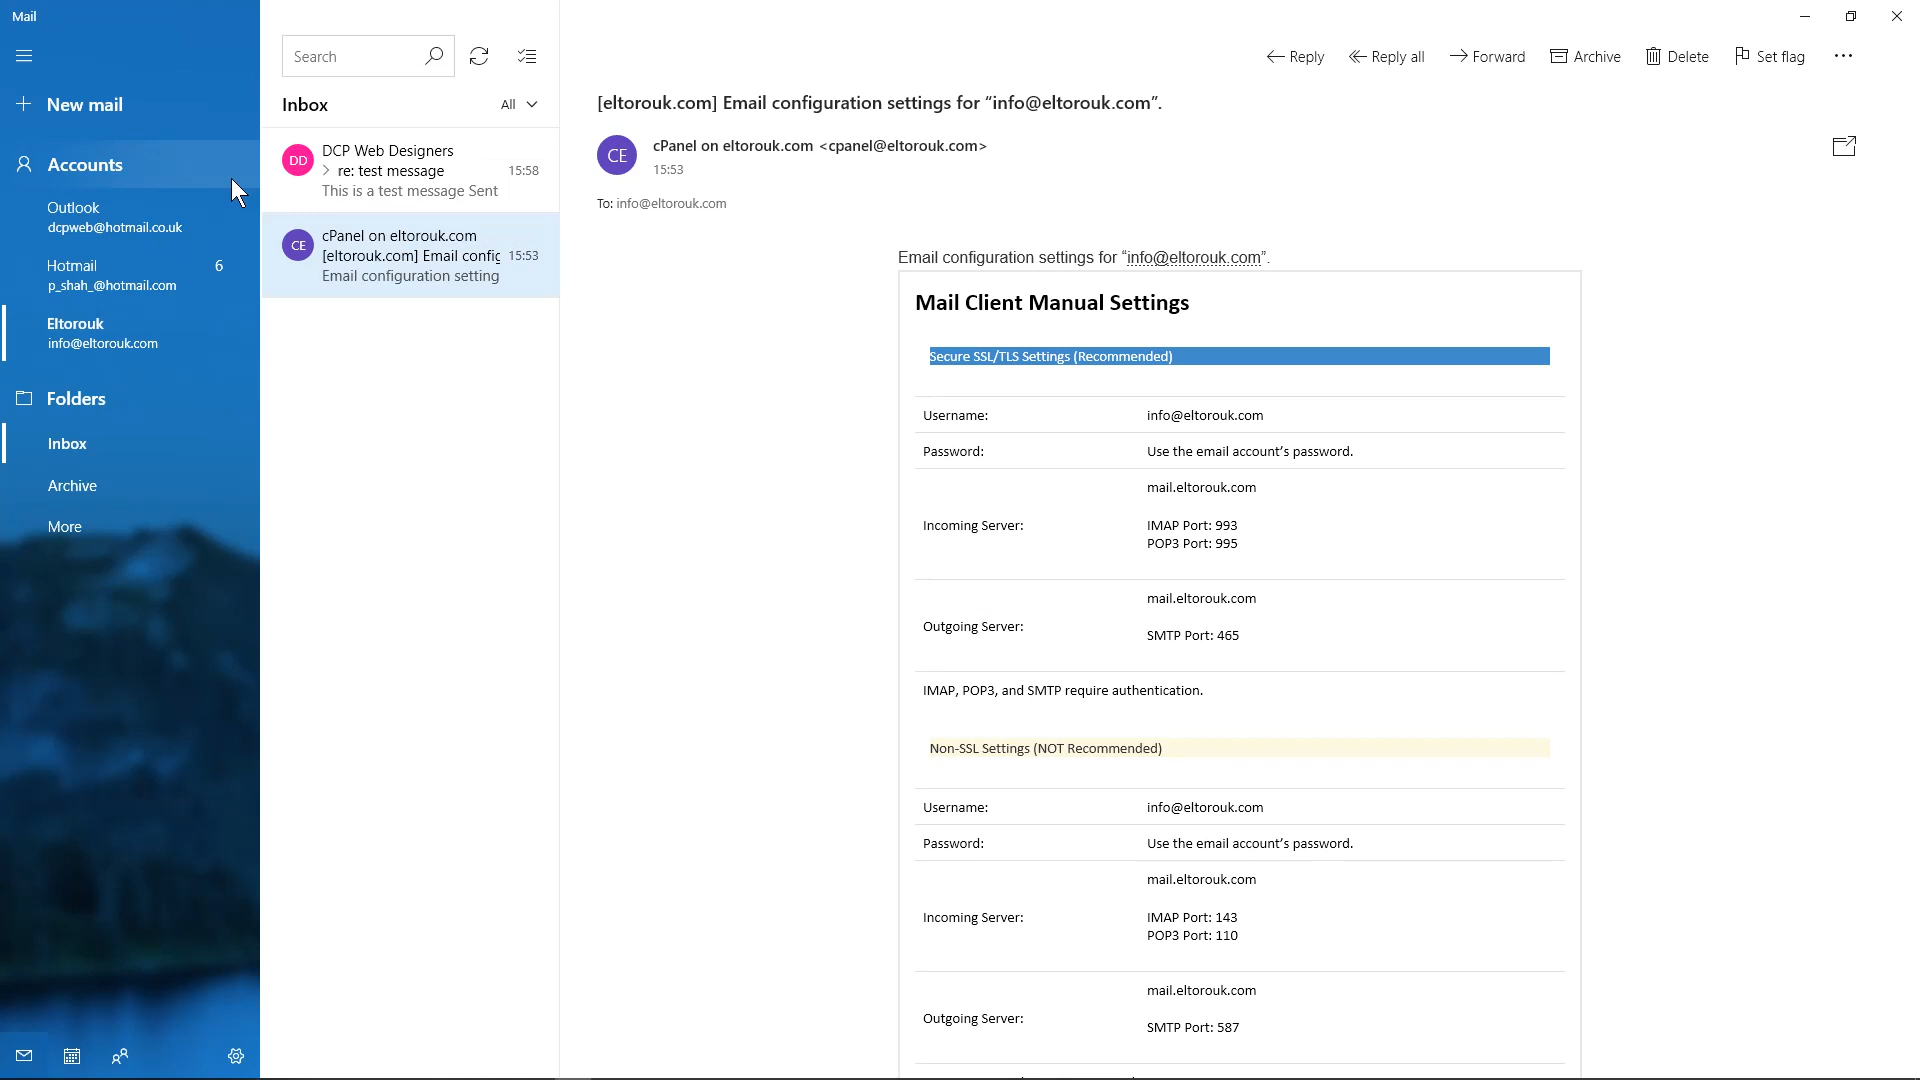 Mail
New mail
Accounts
Outlook
dcpweb@hotmail.co.uk
Hotmail 6
p_shah_@hotmail.com
Eltorouk
info@eltorouk.com
Folders
Inbox
Archive
More
Search
Inbox All
DD DCP Web Designers
re: test message 15:58
This is a test message Sent
CE cPanel on eltorouk.com
[eltorouk.com] Email config 15:53
Email configuration setting
Reply Reply all Forward Archive Delete Set flag
[eltorouk.com] Email configuration settings for “info@eltorouk.com”.
CE cPanel on eltorouk.com <cpanel@eltorouk.com>
15:53
To: info@eltorouk.com
Email configuration settings for “info@eltorouk.com”.
Mail Client Manual Settings
Secure SSL/TLS Settings (Recommended)
Username: info@eltorouk.com
Password: Use the email account’s password.
mail.eltorouk.com
Incoming Server: IMAP Port: 993
POP3 Port: 995
mail.eltorouk.com
Outgoing Server:
SMTP Port: 465
IMAP, POP3, and SMTP require authentication.
Non-SSL Settings (NOT Recommended)
Username: info@eltorouk.com
Password: Use the email account’s password.
mail.eltorouk.com
Incoming Server: IMAP Port: 143
POP3 Port: 110
mail.eltorouk.com
Outgoing Server:
SMTP Port: 587